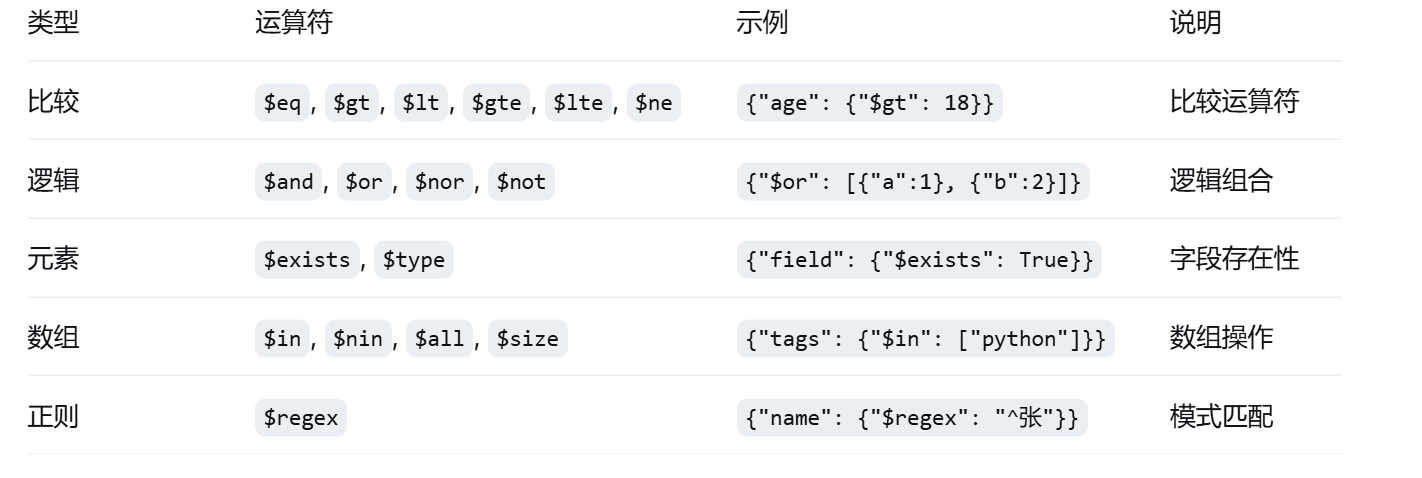 类型 运算符 示例 说明
比较 $eq, $gt, $lt, $gte, $lte, $ne {"age": {"$gt": 18}} 比较运算符
逻辑 $and, $or, $nor, $not {"$or": [{"a":1}, {"b":2}]} 逻辑组合
元素 $exists, $type {"field": {"$exists": True}} 字段存在性
数组 $in, $nin, $all, $size {"tags": {"$in": ["python"]}} 数组操作
正则 $regex {"name": {"$regex": "^张"}} 模式匹配